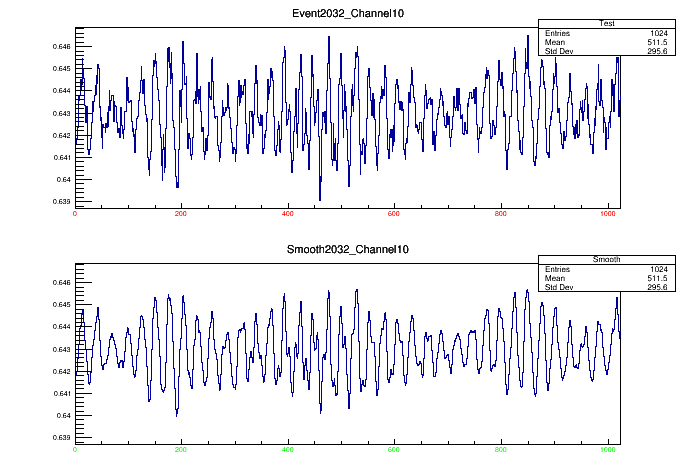 Event2032_Channel10
Test
Entries 1024
Mean 511.5
Std Dev 295.6
0.646
0.645
0.644
0.643
0.642
0.641
0.64
0.639
0 200 400 600 800 1000
Smooth2032_Channel10
Smooth
Entries 1024
Mean 511.5
Std Dev 295.6
0.646
0.645
0.644
0.643
0.642
0.641
0.64
0.639
0 200 400 600 800 1000